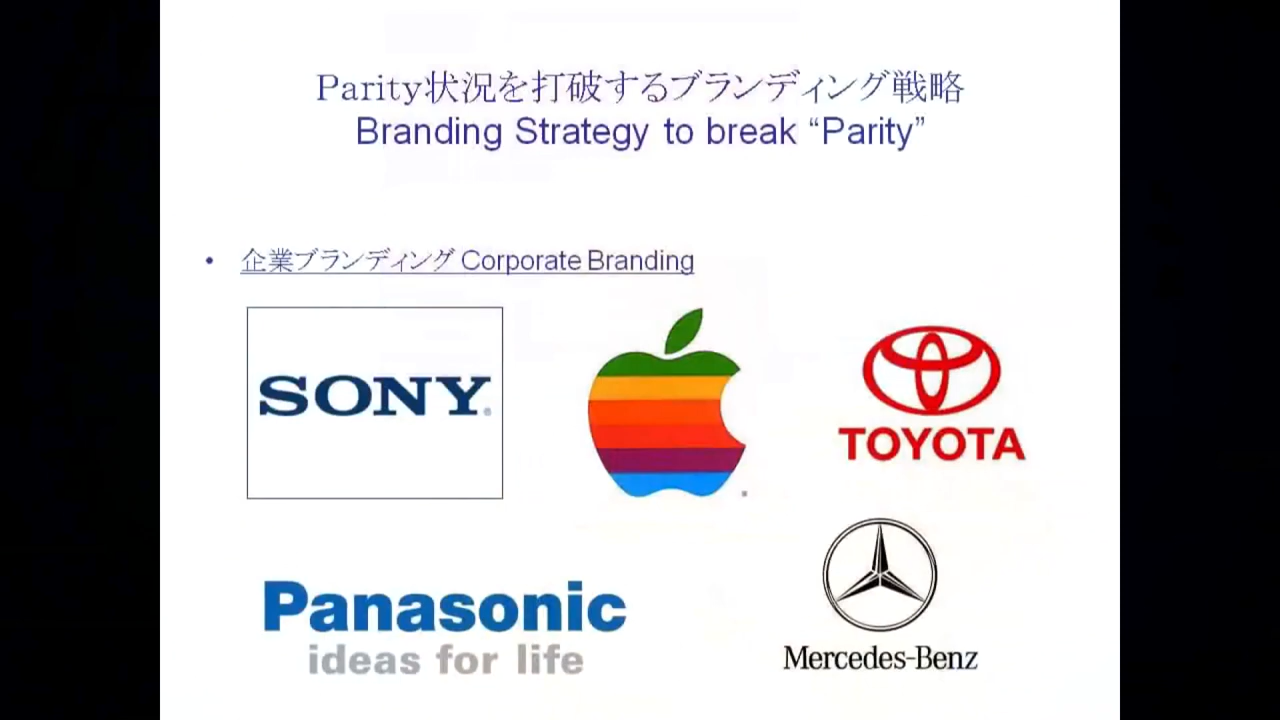 Parity状況を打破するブランディング戦略
Branding Strategy to break “Parity”
• 企業ブランディング Corporate Branding
SONY
TOYOTA
Panasonic
ideas for life
Mercedes-Benz